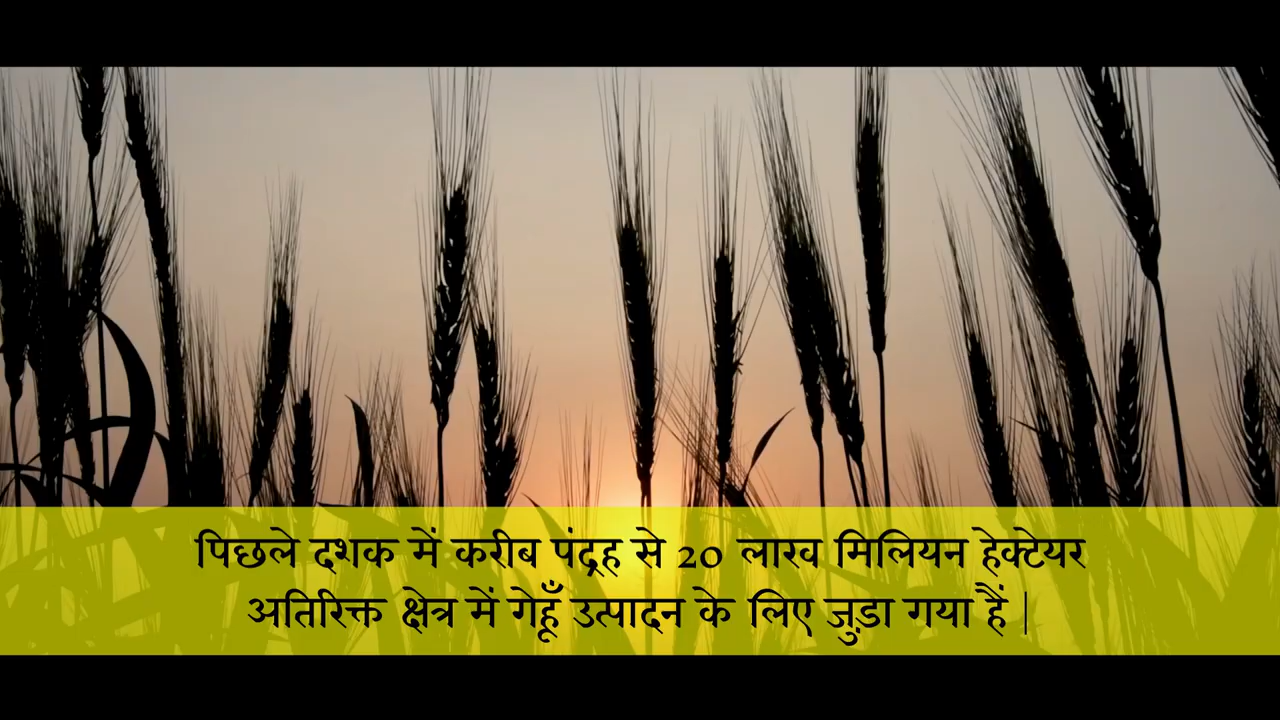 पिछले दशक में करीब पंद्रह से 20 लाख मिलियन हेक्टेयर
अतिरिक्त क्षेत्र में गेहूँ उत्पादन के लिए जुडा गया हैं |